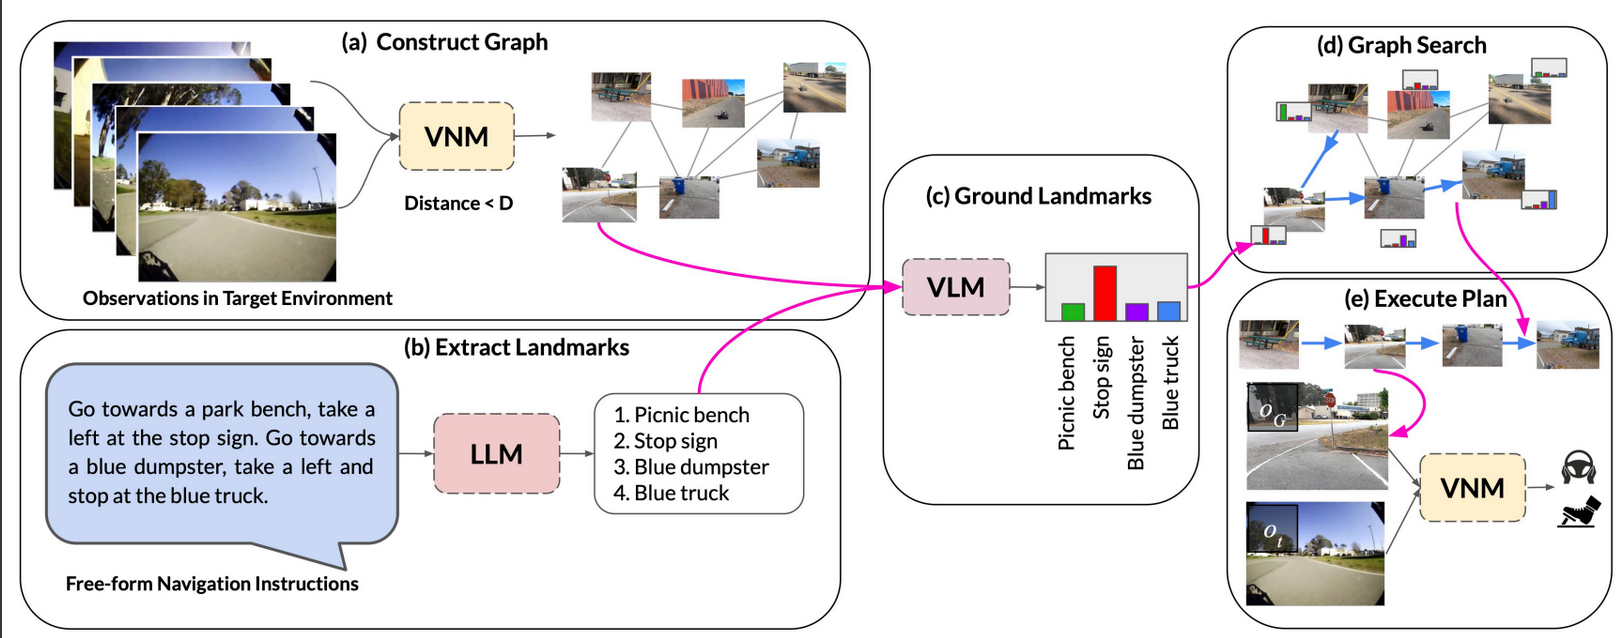 (a) Construct Graph
VNM
Distance < D
Observations in Target Environment
(b) Extract Landmarks
Go towards a park bench, take a
left at the stop sign. Go towards
a blue dumpster, take a left and
stop at the blue truck.
Free-form Navigation Instructions
LLM
1. Picnic bench
2. Stop sign
3. Blue dumpster
4. Blue truck
(c) Ground Landmarks
VLM
Picnic bench
Stop sign
Blue dumpster
Blue truck
(d) Graph Search
(e) Execute Plan
O_G
O_t
VNM